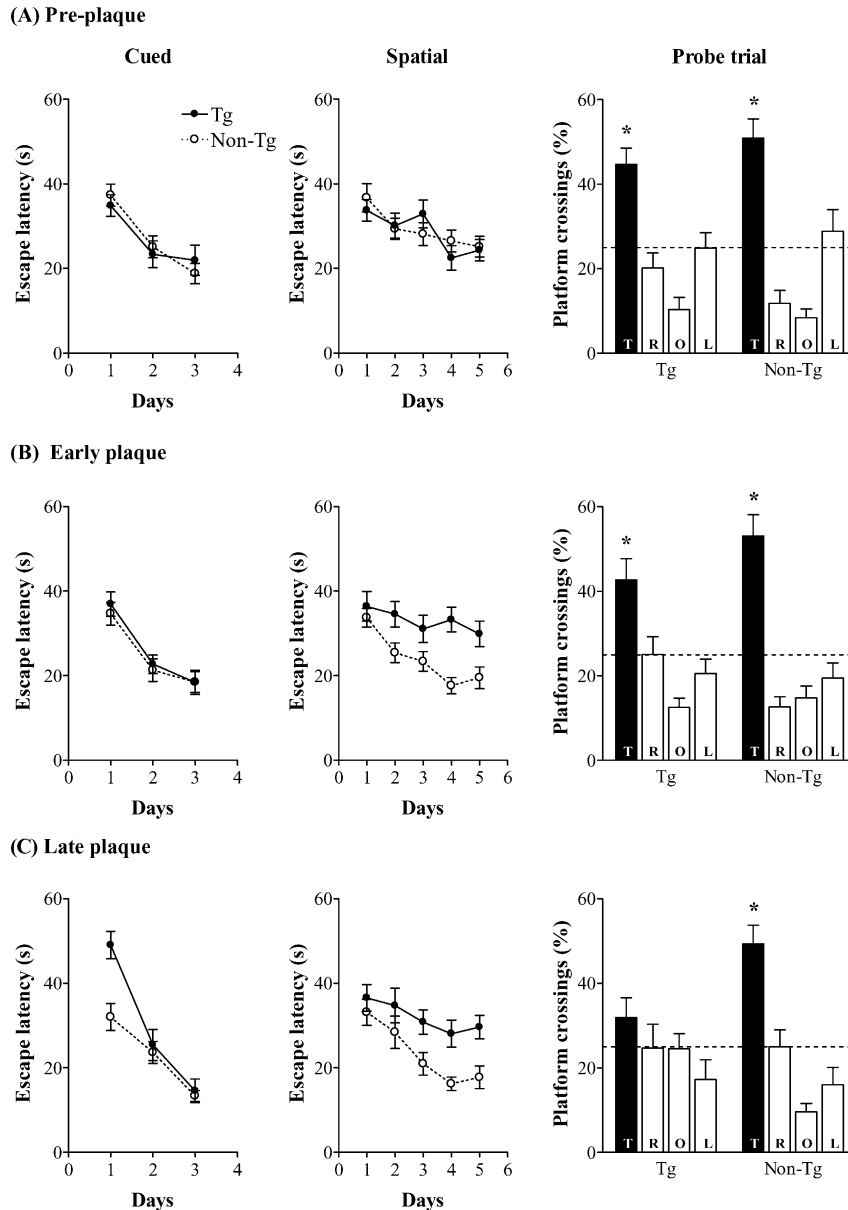 (A) Pre-plaque
Cued Spatial Probe trial
Tg
Non-Tg
Escape latency (s)
60
40
20
0
0 1 2 3 4
Days
Escape latency (s)
60
40
20
0
0 1 2 3 4 5 6
Days
Platform crossings (%)
60
40
20
0
* *
T R O L T R O L
Tg Non-Tg
(B) Early plaque
Escape latency (s)
60
40
20
0
0 1 2 3 4
Days
Escape latency (s)
60
40
20
0
0 1 2 3 4 5 6
Days
Platform crossings (%)
60
40
20
0
* *
T R O L T R O L
Tg Non-Tg
(C) Late plaque
Escape latency (s)
60
40
20
0
0 1 2 3 4
Days
Escape latency (s)
60
40
20
0
0 1 2 3 4 5 6
Days
Platform crossings (%)
60
40
20
0
*
T R O L T R O L
Tg Non-Tg